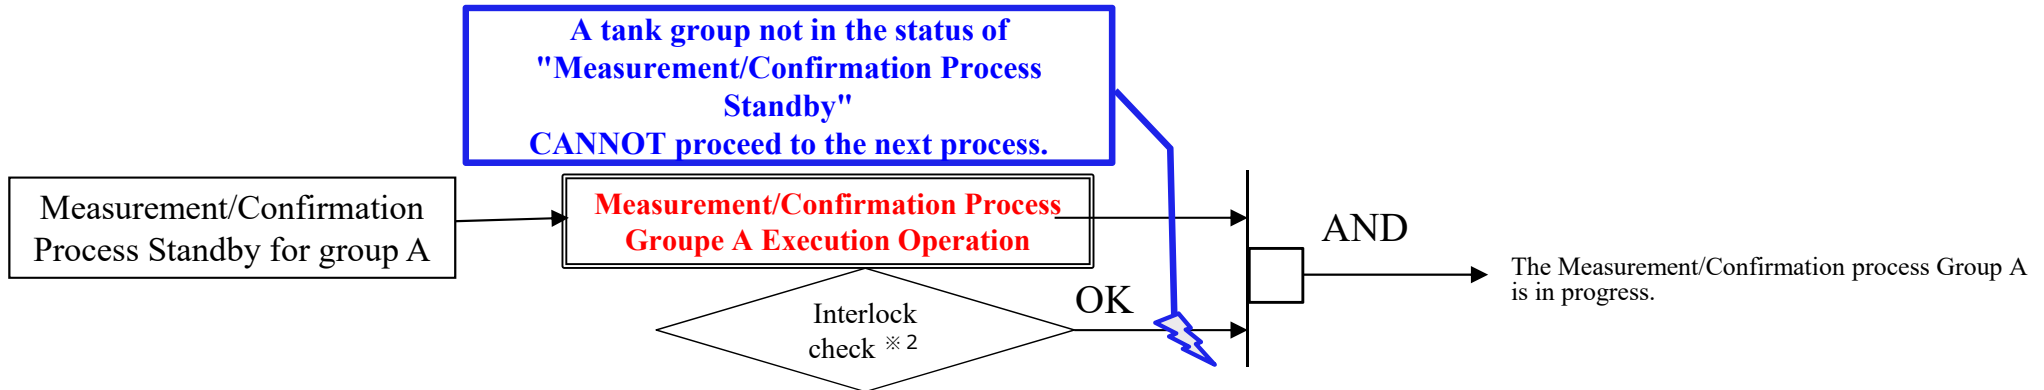 A tank group not in the status of
"Measurement/Confirmation Process
Standby"
CANNOT proceed to the next process.
Measurement/Confirmation
Process Standby for group A
Measurement/Confirmation Process
Groupe A Execution Operation
AND
OK
Interlock
check ※2
The Measurement/Confirmation process Group A
is in progress.